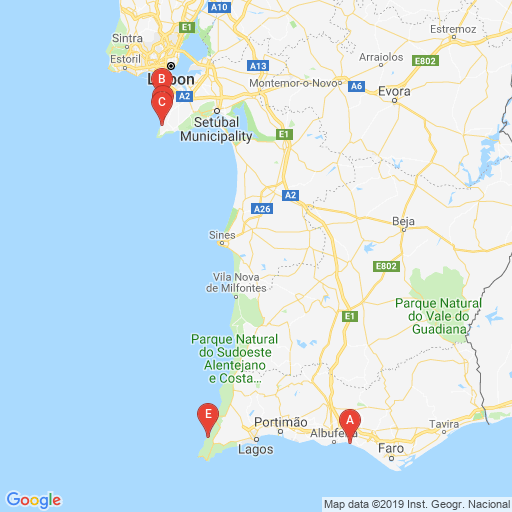 A10
Sintra
E1
Estremoz
Estoril
Arraiolos
E802
A13
Lisbon
B
Montemor-o-Novo
A6
A2
Evora
C
Setúbal
Municipality
E1
A2
A26
Beja
Sines
E802
Vila Nova
de Milfontes
Parque Natural
do Vale do
Guadiana
E1
Parque Natural
do Sudoeste
Alentejano
e Costa...
E
A
Portimão
Tavira
Albufeira
Lagos
Faro
Google
Map data ©2019 Inst. Geogr. Nacional